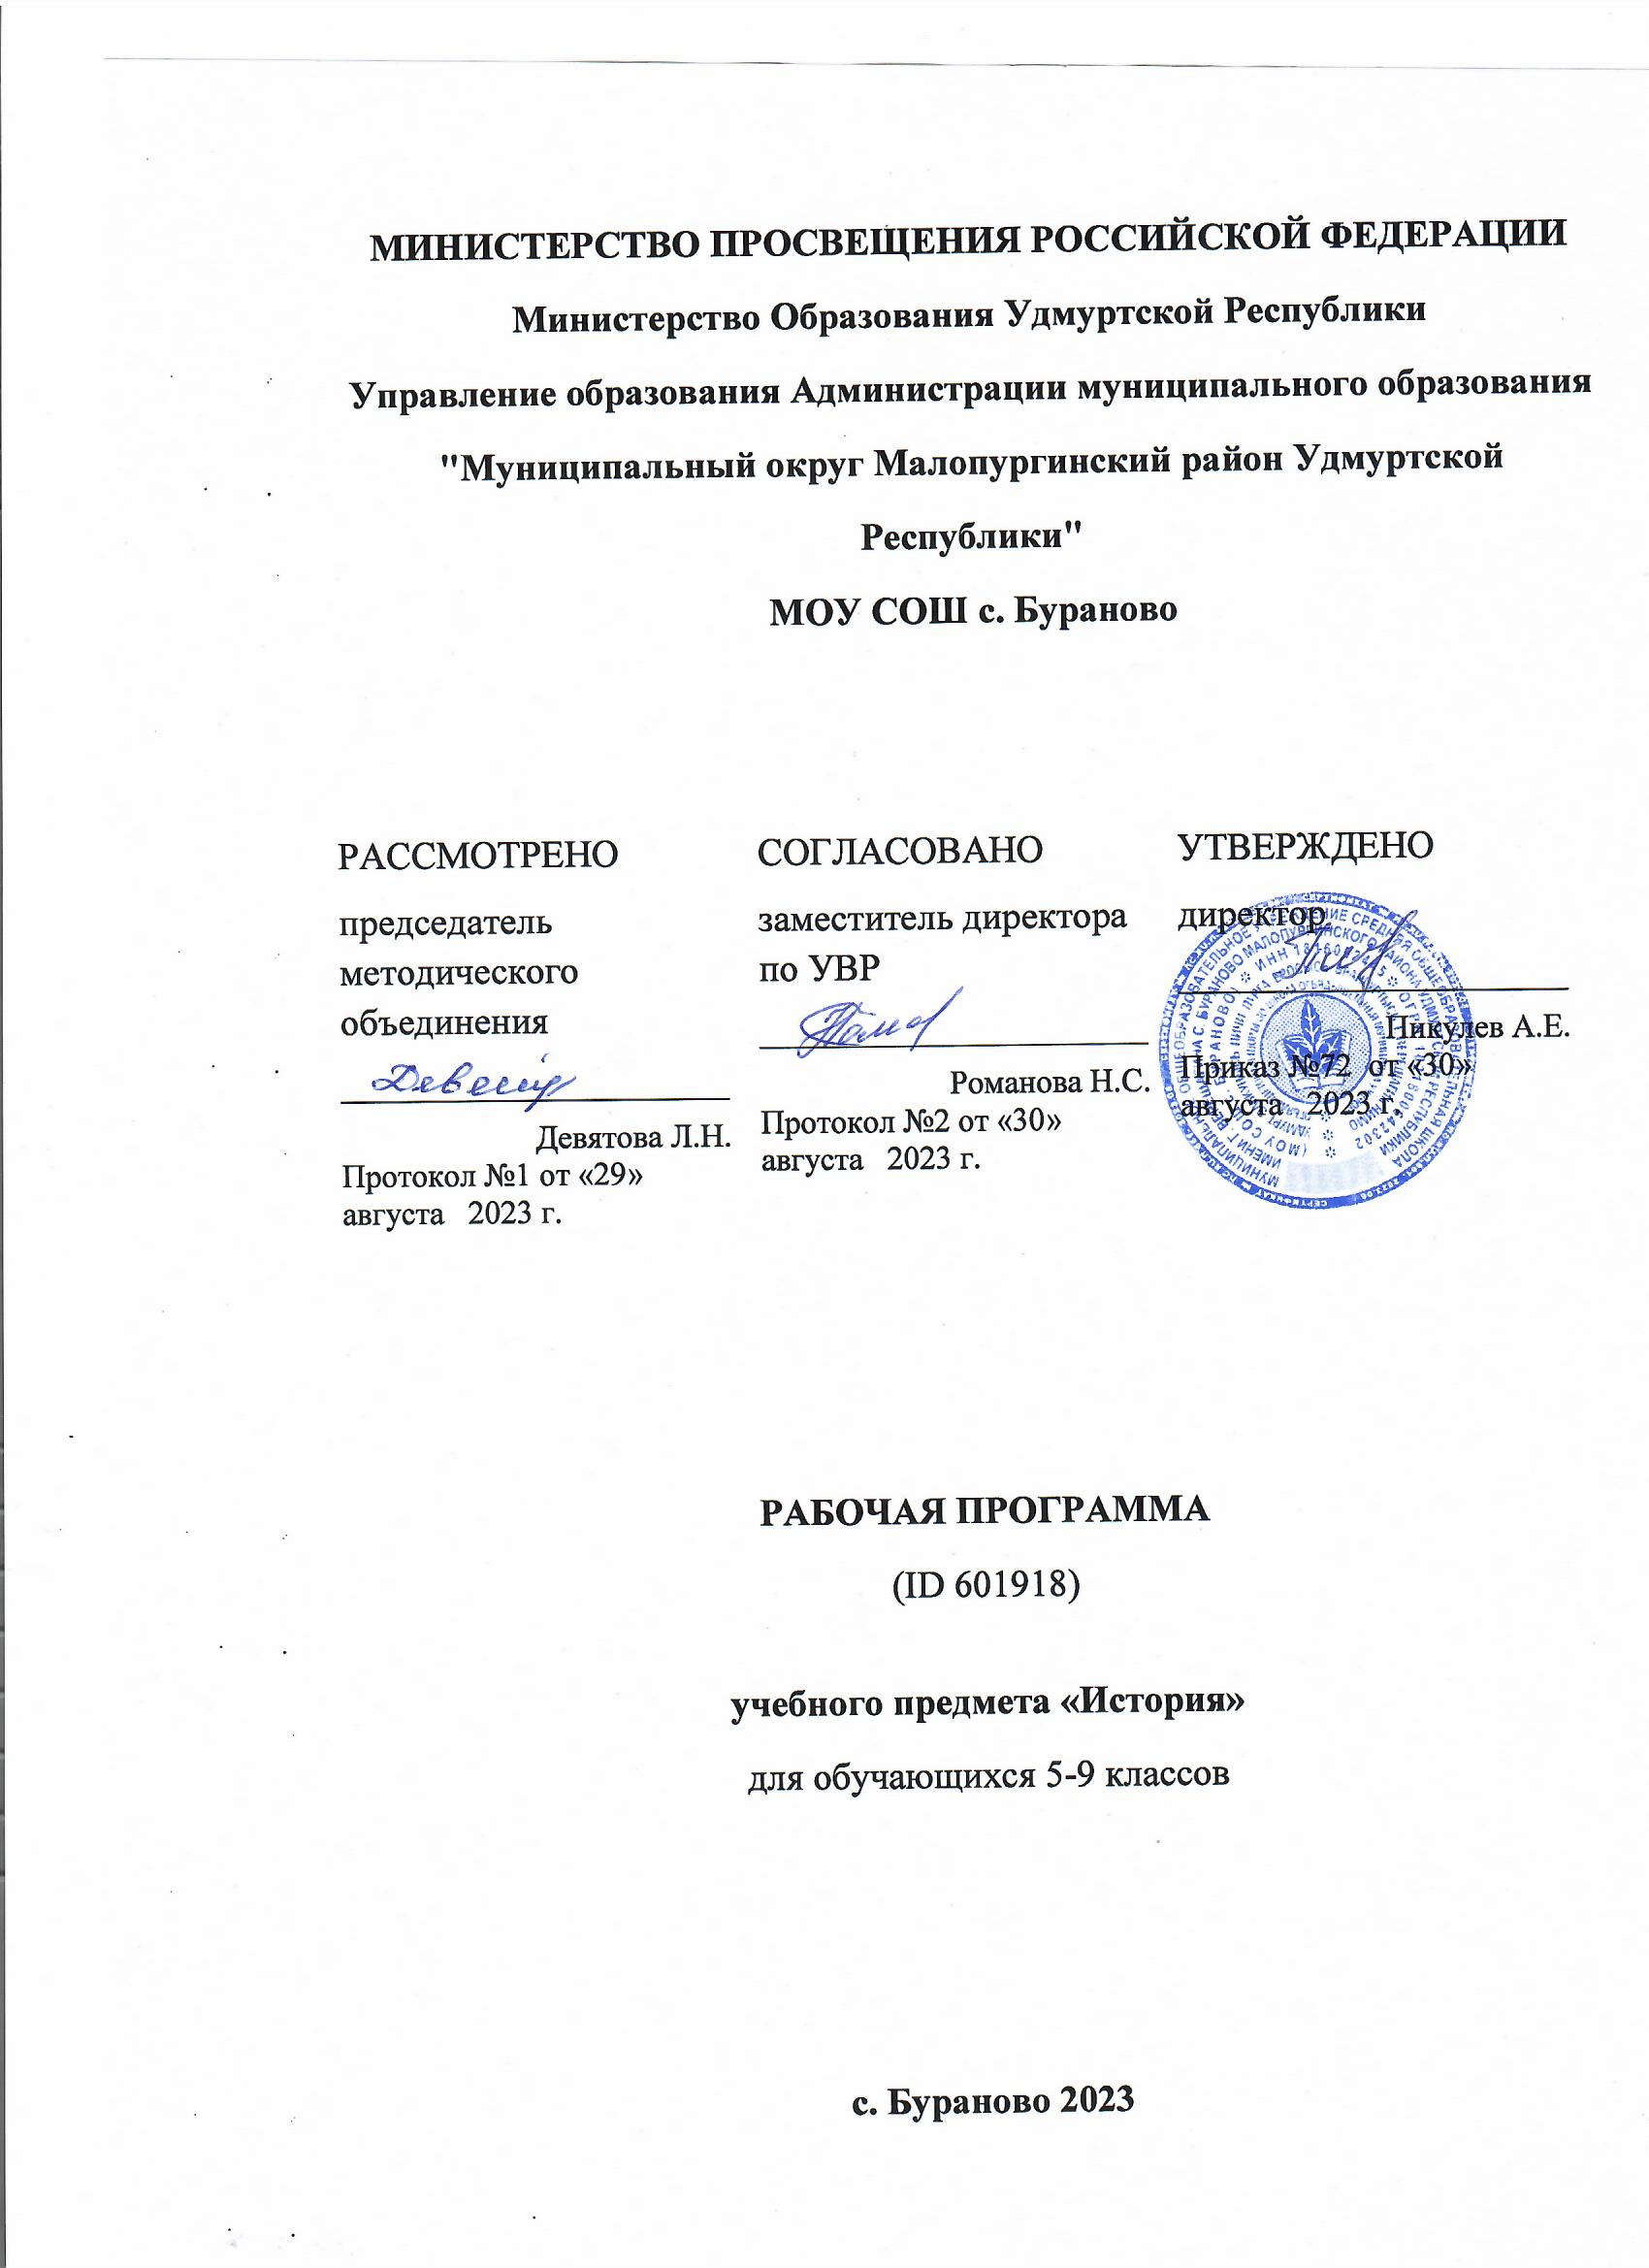 МИНИСТЕРСТВО ПРОСВЕЩЕНИЯ РОССИЙСКОЙ ФЕДЕРАЦИИ
Министерство Образования Удмуртской Республики
Управление образования Администрации муниципального образования
"Муниципальный округ Малопургинский район Удмуртской
Республики"
МОУ СОШ с. Бураново
РАССМОТРЕНО
председатель
методического
объединения
Девятова Л.Н.
Протокол №1 от «29»
августа 2023 г.
СОГЛАСОВАНО
заместитель директора
по УВР
Романова Н.С.
Протокол №2 от «30»
августа 2023 г.
УТВЕРЖДЕНО
директор
Пикулев А.Е.
Приказ №72 от «30»
августа 2023 г.
РАБОЧАЯ ПРОГРАММА
(ID 601918)
учебного предмета «История»
для обучающихся 5-9 классов
с. Бураново 2023